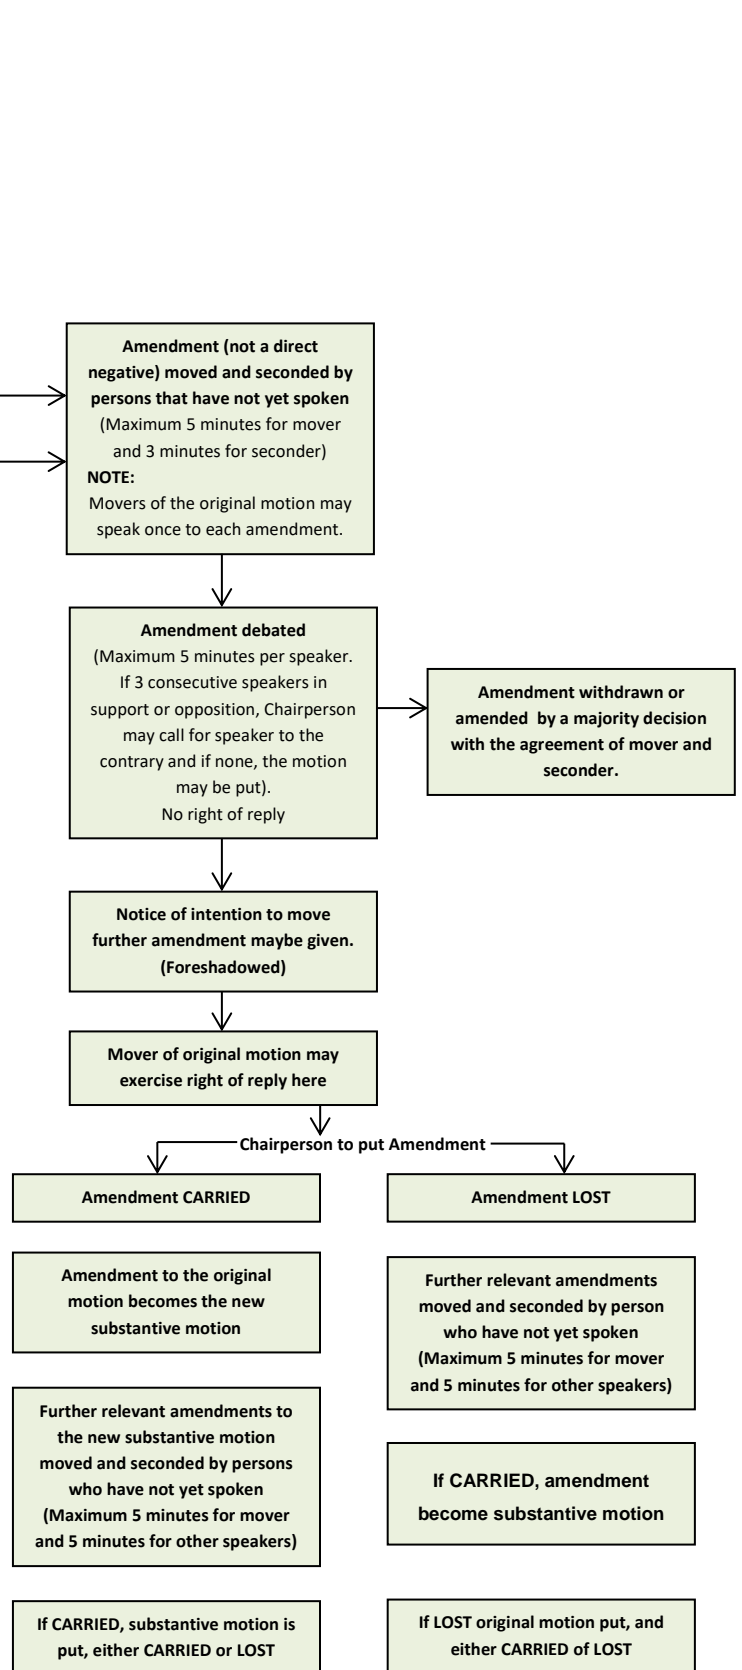 Amendment (not a direct
negative) moved and seconded by
persons that have not yet spoken
(Maximum 5 minutes for mover
and 3 minutes for seconder)
NOTE:
Movers of the original motion may
speak once to each amendment.
Amendment debated
(Maximum 5 minutes per speaker.
If 3 consecutive speakers in
support or opposition, Chairperson
may call for speaker to the
contrary and if none, the motion
may be put).
No right of reply
Amendment withdrawn or
amended by a majority decision
with the agreement of mover and
seconder.
Notice of intention to move
further amendment maybe given.
(Foreshadowed)
Mover of original motion may
exercise right of reply here
Chairperson to put Amendment
Amendment CARRIED
Amendment to the original
motion becomes the new
substantive motion
Further relevant amendments to
the new substantive motion
moved and seconded by persons
who have not yet spoken
(Maximum 5 minutes for mover
and 5 minutes for other speakers)
If CARRIED, substantive motion is
put, either CARRIED or LOST
Amendment LOST
Further relevant amendments
moved and seconded by person
who have not yet spoken
(Maximum 5 minutes for mover
and 5 minutes for other speakers)
If CARRIED, amendment
become substantive motion
If LOST original motion put, and
either CARRIED of LOST